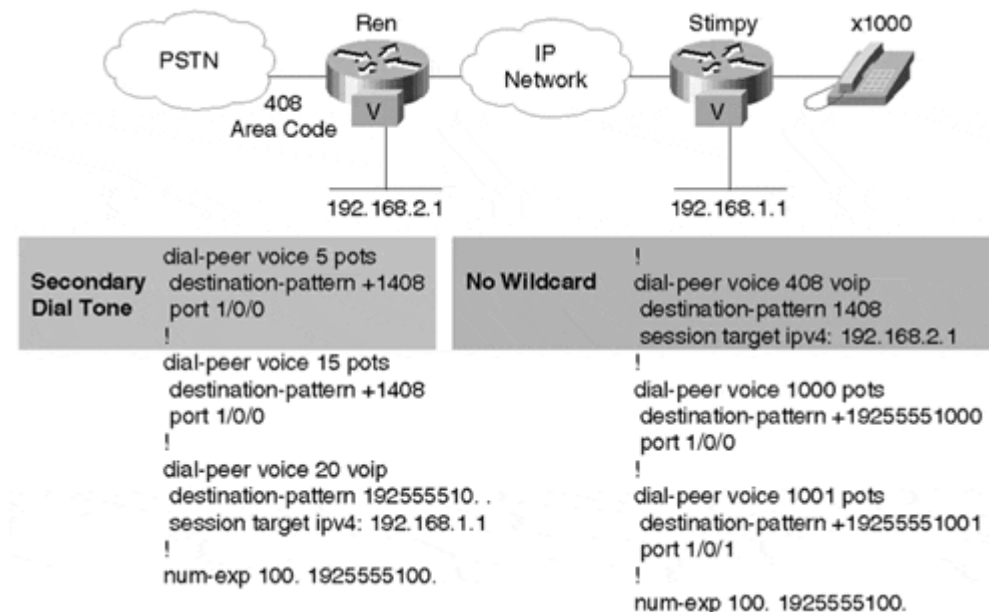 Ren
Stimpy
x1000
PSTN
IP
Network
408
Area Code
V
V
192.168.2.1
192.168.1.1
Secondary
Dial Tone
dial-peer voice 5 pots
destination-pattern +1408
port 1/0/0
!
dial-peer voice 15 pots
destination-pattern +1408
port 1/0/0
!
dial-peer voice 20 voip
destination-pattern 192555510. .
session target ipv4: 192.168.1.1
!
num-exp 100. 1925555100.
No Wildcard
!
dial-peer voice 408 voip
destination-pattern 1408
session target ipv4: 192.168.2.1
!
dial-peer voice 1000 pots
destination-pattern +19255551000
port 1/0/0
!
dial-peer voice 1001 pots
destination-pattern +19255551001
port 1/0/1
!
num-exp 100. 1925555100.